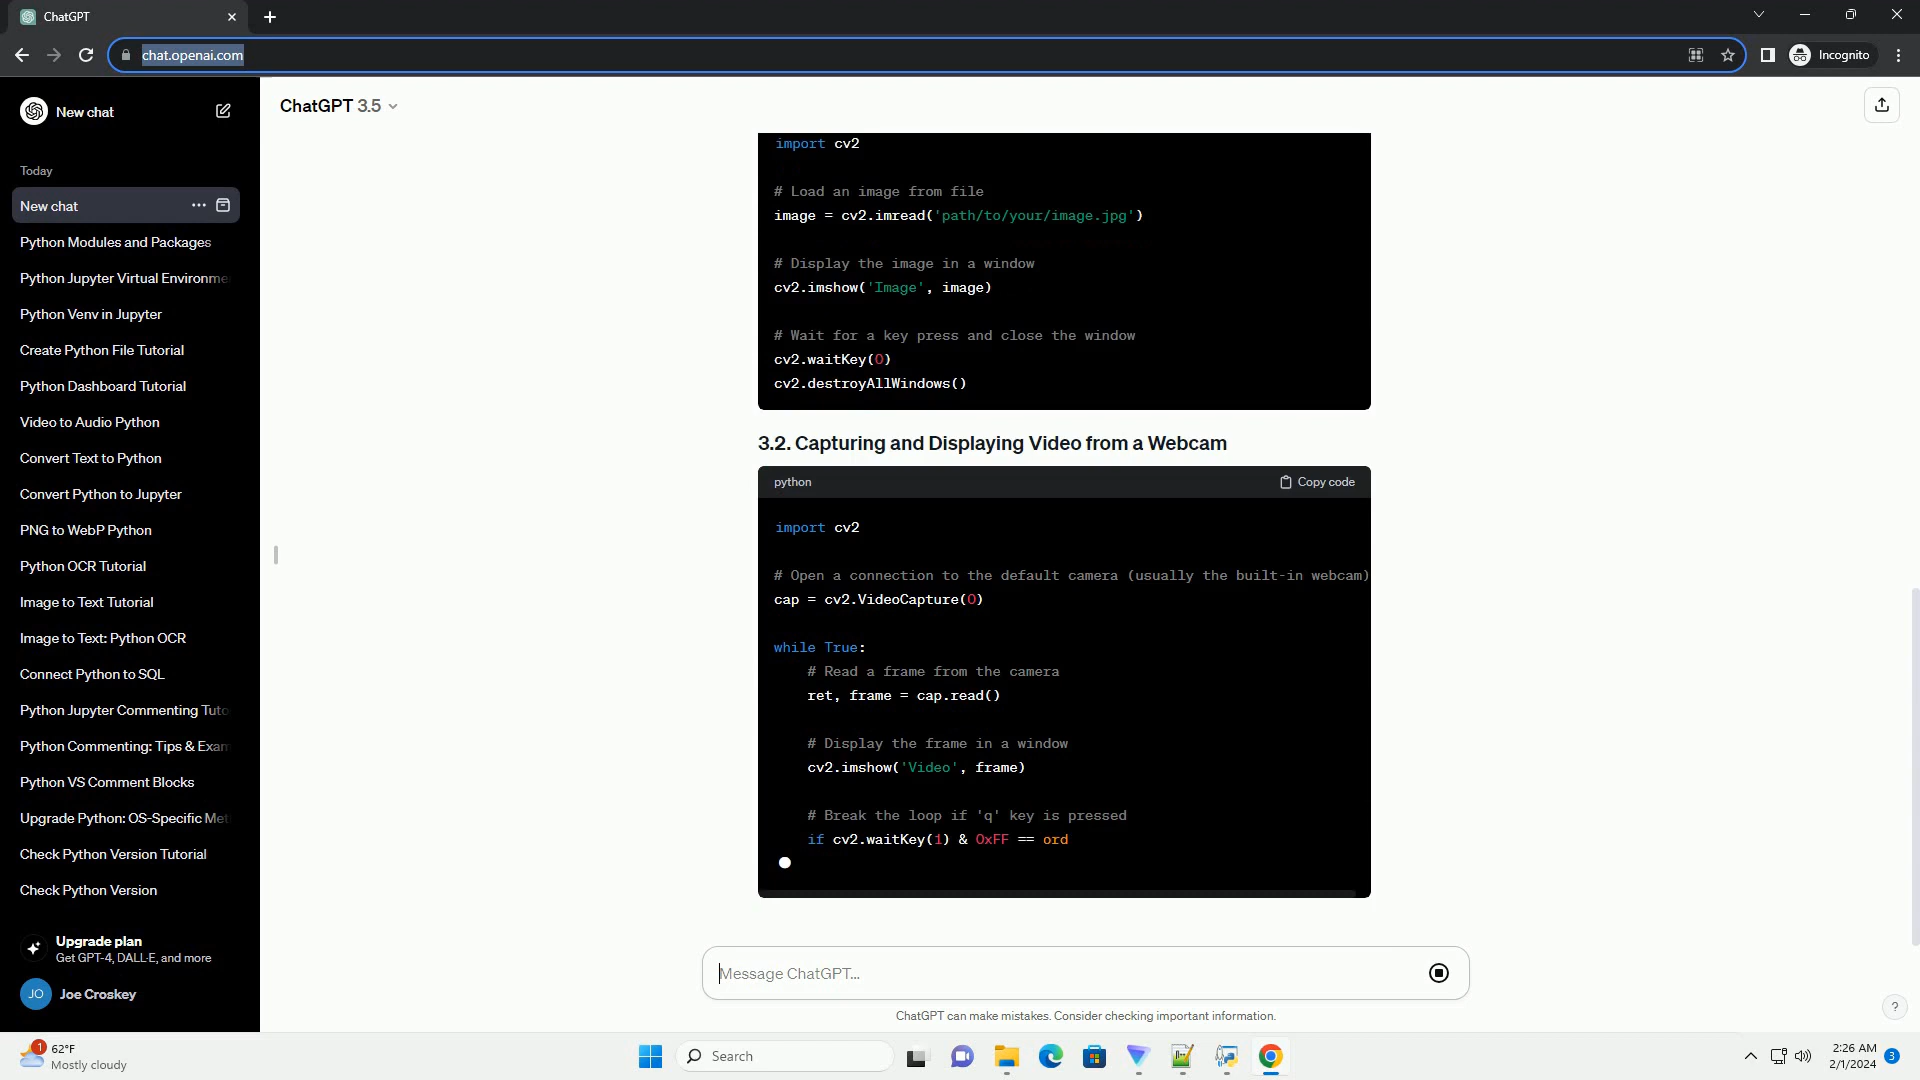 ChatGPT
chat.openai.com
Incognito
New chat
ChatGPT 3.5
Today
New chat
Python Modules and Packages
Python Jupyter Virtual Environme
Python Venv in Jupyter
Create Python File Tutorial
Python Dashboard Tutorial
Video to Audio Python
Convert Text to Python
Convert Python to Jupyter
PNG to WebP Python
Python OCR Tutorial
Image to Text Tutorial
Image to Text: Python OCR
Connect Python to SQL
Python Jupyter Commenting Tuto
Python Commenting: Tips & Exam
Python VS Comment Blocks
Upgrade Python: OS-Specific Met
Check Python Version Tutorial
Check Python Version
Upgrade plan
Get GPT-4, DALL·E, and more
JO Joe Croskey
import cv2
# Load an image from file
image = cv2.imread('path/to/your/image.jpg')
# Display the image in a window
cv2.imshow('Image', image)
# Wait for a key press and close the window
cv2.waitKey(0)
cv2.destroyAllWindows()
3.2. Capturing and Displaying Video from a Webcam
python Copy code
import cv2
# Open a connection to the default camera (usually the built-in webcam)
cap = cv2.VideoCapture(0)
while True:
# Read a frame from the camera
ret, frame = cap.read()
# Display the frame in a window
cv2.imshow('Video', frame)
# Break the loop if 'q' key is pressed
if cv2.waitKey(1) & 0xFF == ord
Message ChatGPT...
ChatGPT can make mistakes. Consider checking important information.
?
1
62°F
Mostly cloudy
Search
2:26 AM
2/1/2024
3